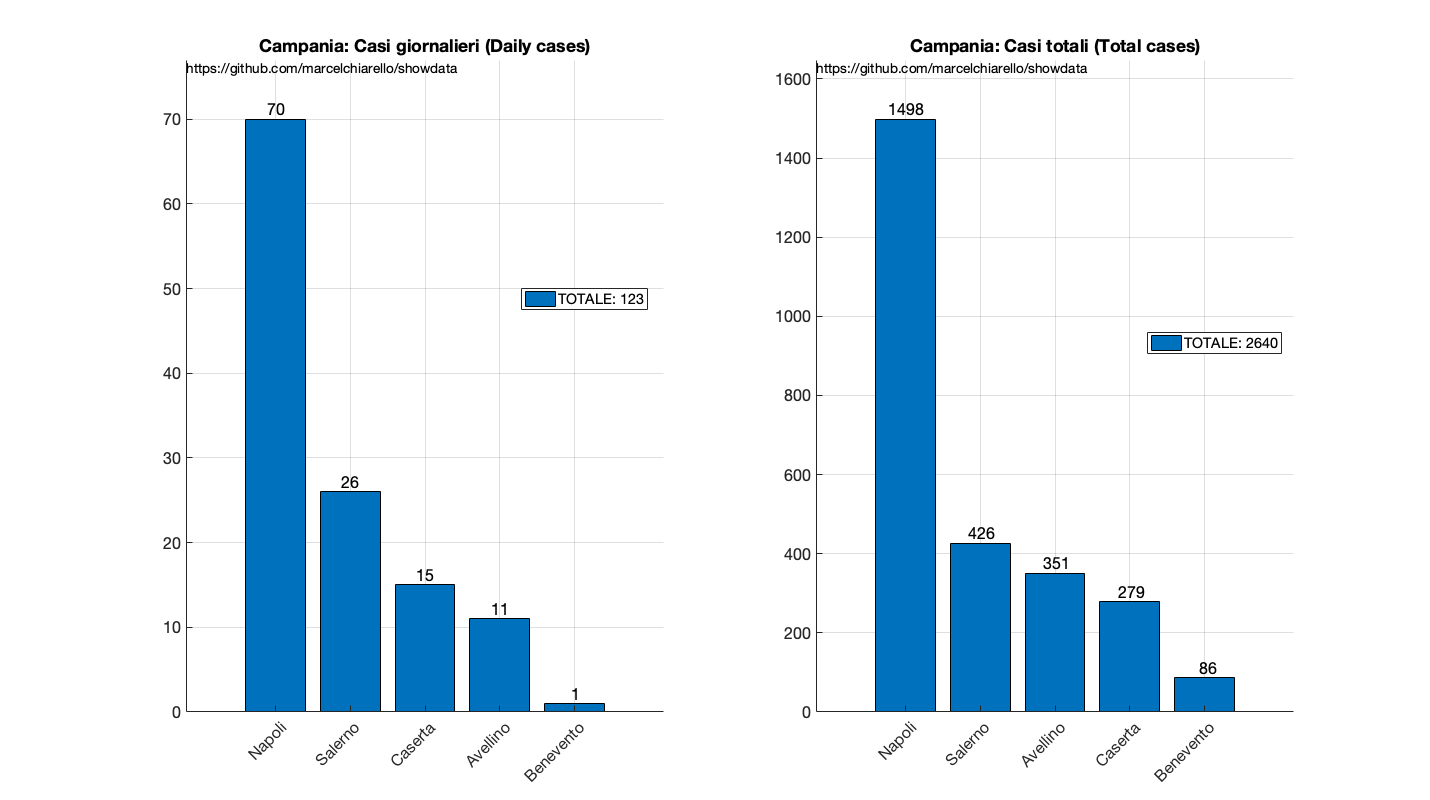 Campania: Casi giornalieri (Daily cases)
https://github.com/marcelchiarello/showdata
70
60
50
40
30
20
10
0
70
26
15
11
1
TOTALE: 123
Napoli
Salerno
Caserta
Avellino
Benevento
Campania: Casi totali (Total cases)
https://github.com/marcelchiarello/showdata
1600
1400
1200
1000
800
600
400
200
0
1498
426
351
279
86
TOTALE: 2640
Napoli
Salerno
Avellino
Caserta
Benevento